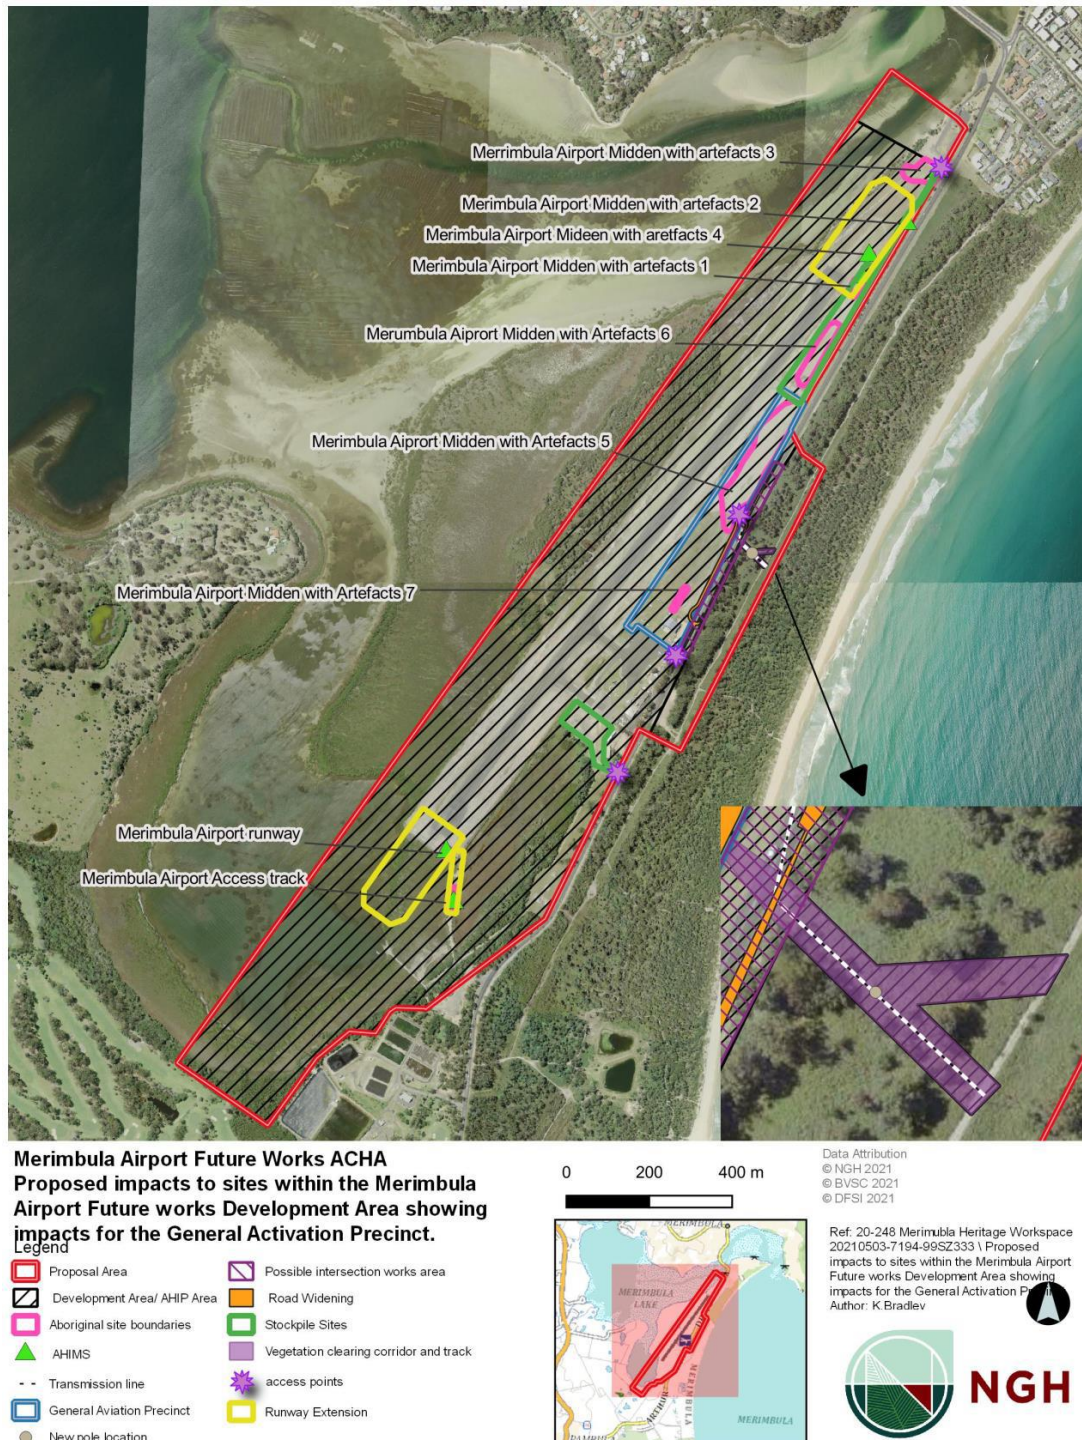 Merrimbula Airport Midden with artefacts 3
Merimbula Airport Midden with artefacts 2
Merimbula Airport Mideen with aretfacts 4
Merimbula Airport Midden with artefacts 1
Merumbula Aiprort Midden with Artefacts 6
Merimbula Aiprort Midden with Artefacts 5
Merimbula Airport Midden with Artefacts 7
Merimbula Airport runway
Merimbula Airport Access track
Merimbula Airport Future Works ACHA
Proposed impacts to sites within the Merimbula
Airport Future works Development Area showing
impacts for the General Activation Precinct.
Legend
Proposal Area
Development Area/ AHIP Area
Aboriginal site boundaries
AHIMS
Transmission line
General Aviation Precinct
New pole location
Possible intersection works area
Road Widening
Stockpile Sites
Vegetation clearing corridor and track
access points
Runway Extension
0 200 400 m
MERIMBULA
MERIMBULA
LAKE
ARTHUR
MERIMBULA
MERIMBULA
PAMBULA
Data Attribution
© NGH 2021
© BVSC 2021
© DFSI 2021
Ref: 20-248 Merimubla Heritage Workspace
20210503-7194-99SZ333 \ Proposed
impacts to sites within the Merimbula Airport
Future works Development Area showing
impacts for the General Activation
Author: K.Bradley
NGH